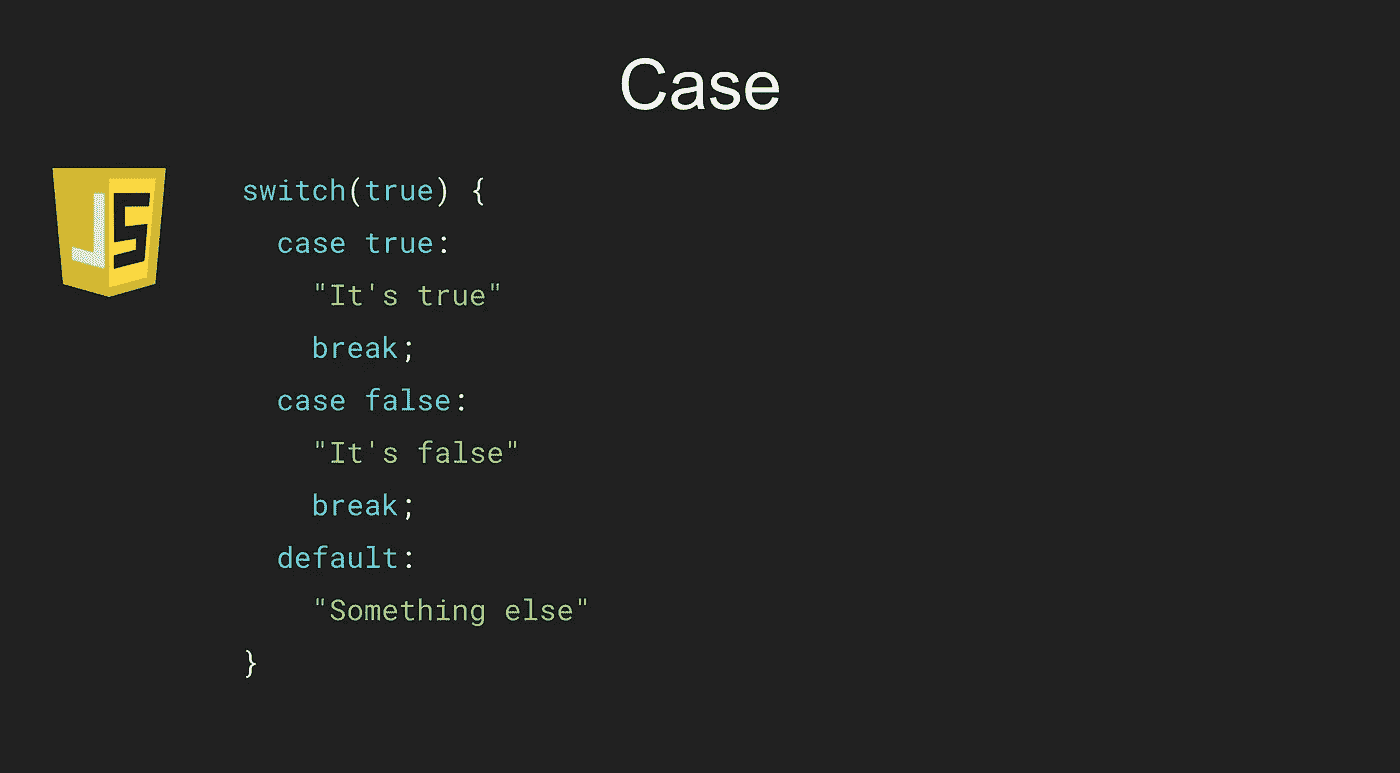 Case
JS
switch(true) {
  case true:
    "It's true"
    break;
  case false:
    "It's false"
    break;
  default:
    "Something else"
}